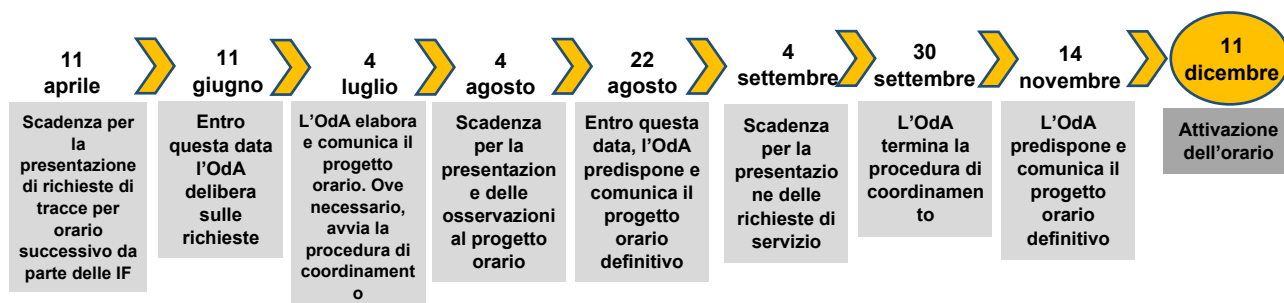 11
aprile
Scadenza per
la
presentazione
di richieste di
tracce per
orario
successivo da
parte delle IF
11
giugno
Entro
questa data
l'OdA
delibera
sulle
richieste
4
luglio
L'OdA elabora
e comunica il
progetto
orario. Ove
necessario,
avvia la
procedura di
coordinament
o
4
agosto
Scadenza
per la
presentazion
e delle
osservazioni
al progetto
orario
22
agosto
Entro questa
data, l'OdA
predispone e
comunica il
progetto
orario
definitivo
4
settembre
Scadenza
per la
presentazio
ne delle
richieste di
servizio
30
settembre
L'OdA
termina la
procedura di
coordinamen
to
14
novembre
L'OdA
predispone e
comunica il
progetto
orario
definitivo
11
dicembre
Attivazione
dell'orario